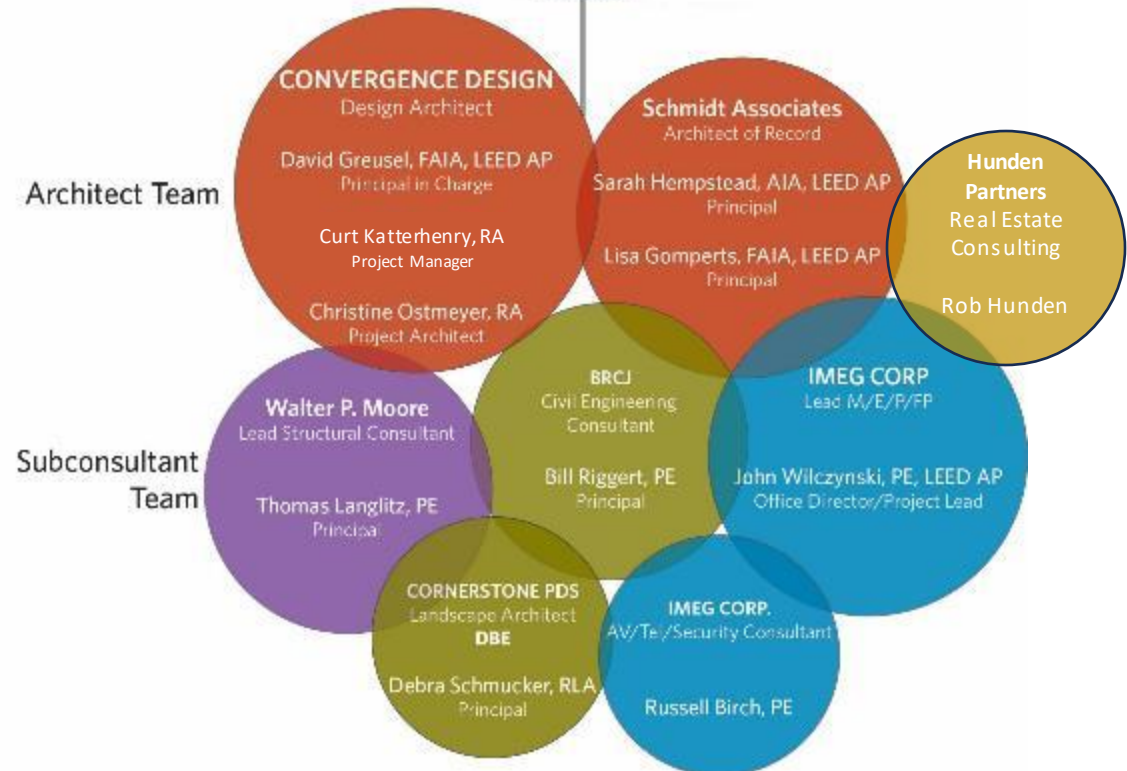 Architect Team
CONVERGENCE DESIGN
Design Architect
David Greusel, FAIA, LEED AP
Principal in Charge
Curt Katterhenry, RA
Project Manager
Christine Ostmeyer, RA
Project Architect
Schmidt Associates
Architect of Record
Sarah Hempstead, AIA, LEED AP
Principal
Lisa Gomperts, FAIA, LEED AP
Principal
Hunden
Partners
Real Estate
Consulting
Rob Hunden
Subconsultant
Team
Walter P. Moore
Lead Structural Consultant
Thomas Langlitz, PE
Principal
BRCJ
Civil Engineering
Consultant
Bill Riggert, PE
Principal
IMEG CORP
Lead M/E/P/FP
John Wilczynski, PE, LEED AP
Office Director/Project Lead
CORNERSTONE PDS
Landscape Architect
DBE
Debra Schmucker, RLA
Principal
IMEG CORP.
AV/Tel/Security Consultant
Russell Birch, PE